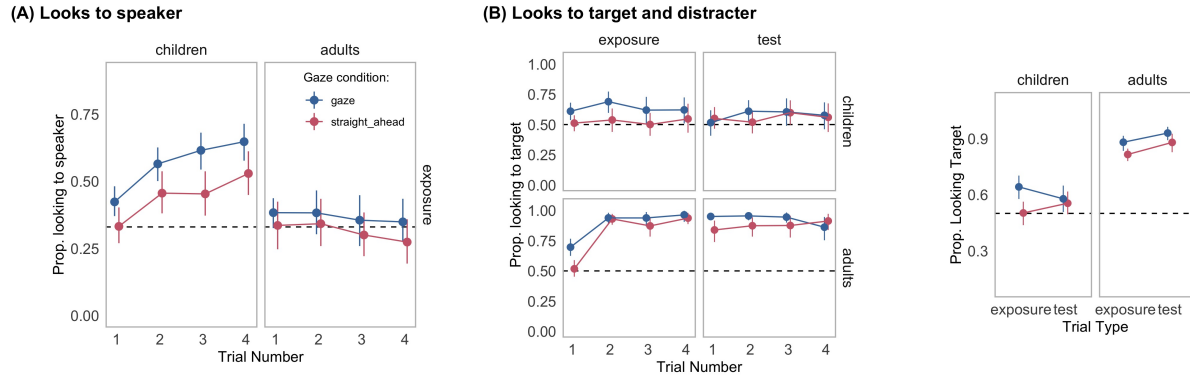 (A) Looks to speaker
children adults
Gaze condition:
gaze
straight_ahead
Prop. looking to speaker
0.75
0.50
0.25
0.00
exposure
1 2 3 4 1 2 3 4
Trial Number
(B) Looks to target and distracter
exposure test
Prop. looking to target
1.00
0.75
0.50
0.25
0.00
children
1.00
0.75
0.50
0.25
0.00
adults
1 2 3 4 1 2 3 4
Trial Number
children adults
Prop. Looking Target
0.9
0.6
0.3
exposure test exposure test
Trial Type